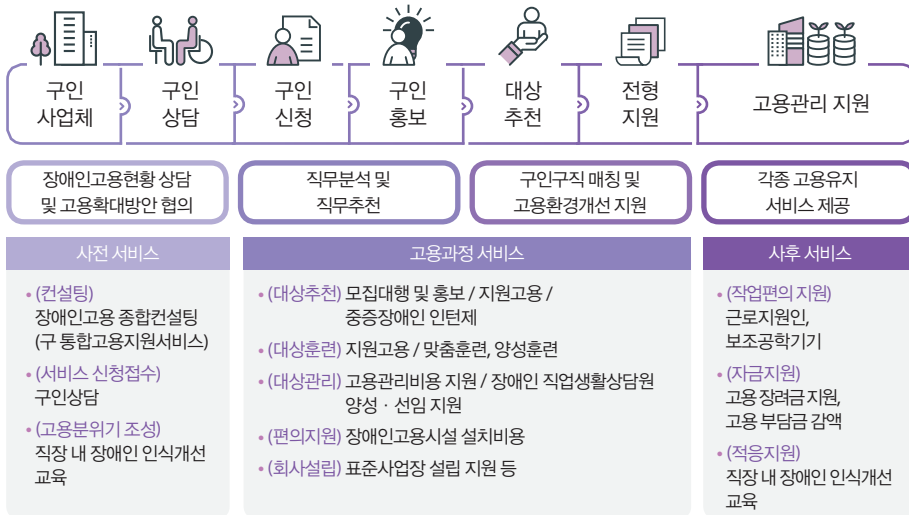 구인
사업체
구인
상담
구인
신청
구인
홍보
대상
추천
전형
지원
고용관리 지원
장애인고용현황 상담
및 고용확대방안 협의
직무분석 및
직무추천
구인구직 매칭 및
고용환경개선 지원
각종 고용유지
서비스 제공
사전 서비스
• (컨설팅)
장애인고용 종합컨설팅
(구 통합고용지원서비스)
• (서비스 신청접수)
구인상담
• (고용분위기 조성)
직장 내 장애인 인식개선
교육
고용과정 서비스
• (대상추천) 모집대행 및 홍보 / 지원고용 /
중증장애인 인턴제
• (대상훈련) 지원고용 / 맞춤훈련, 양성훈련
• (대상관리) 고용관리비용 지원 / 장애인 직업생활상담원
양성 · 선임 지원
• (편의지원) 장애인고용시설 설치비용
• (회사설립) 표준사업장 설립 지원 등
사후 서비스
• (작업편의 지원)
근로지원인,
보조공학기기
• (자금지원)
고용 장려금 지원,
고용 부담금 감액
• (적응지원)
직장 내 장애인 인식개선
교육